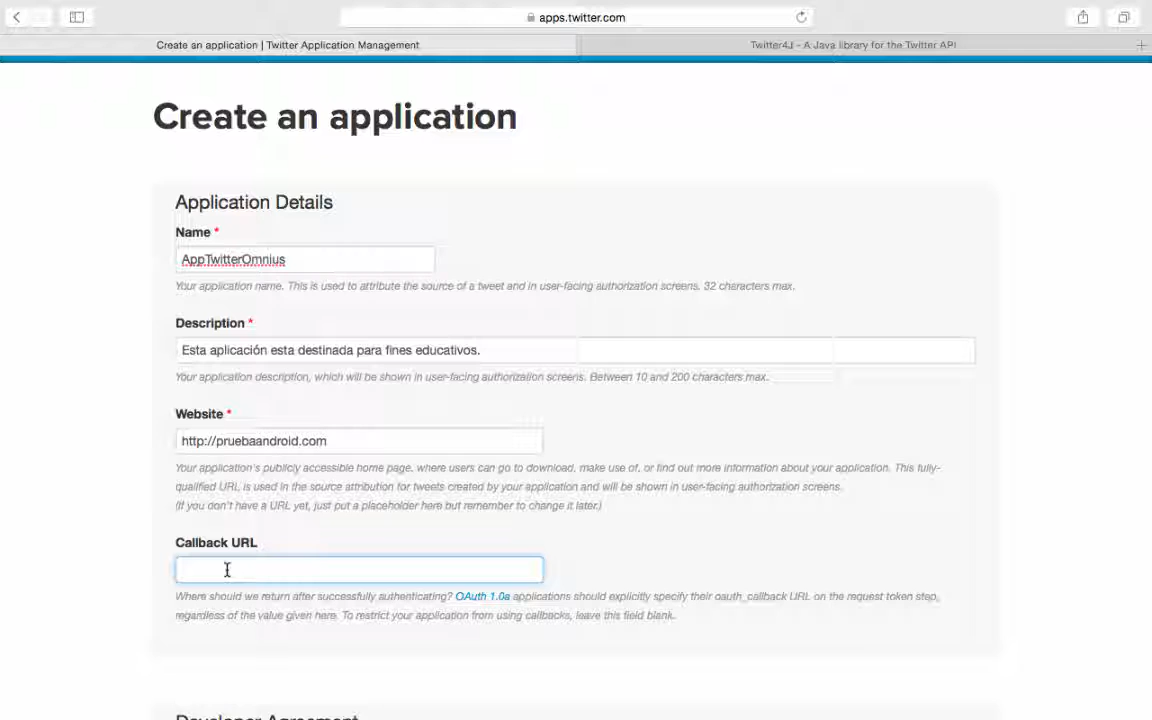 apps.twitter.com
Create an application | Twitter Application Management
Twitter4J - A Java library for the Twitter API
Create an application
Application Details
Name *
AppTwitterOmnius
Your application name. This is used to attribute the source of a tweet and in user-facing authorization screens. 32 characters max.
Description *
Esta aplicación esta destinada para fines educativos.
Your application description, which will be shown in user-facing authorization screens. Between 10 and 200 characters max.
Website *
http://pruebaandroid.com
Your application's publicly accessible home page, where users can go to download, make use of, or find out more information about your application. This fully-
qualified URL is used in the source attribution for tweets created by your application and will be shown in user-facing authorization screens.
(If you don't have a URL yet, just put a placeholder here but remember to change it later.)
Callback URL
Where should we return after successfully authenticating? OAuth 1.0a applications should explicitly specify their oauth_callback URL on the request token step,
regardless of the value given here. To restrict your application from using callbacks, leave this field blank.
Developer Agreement